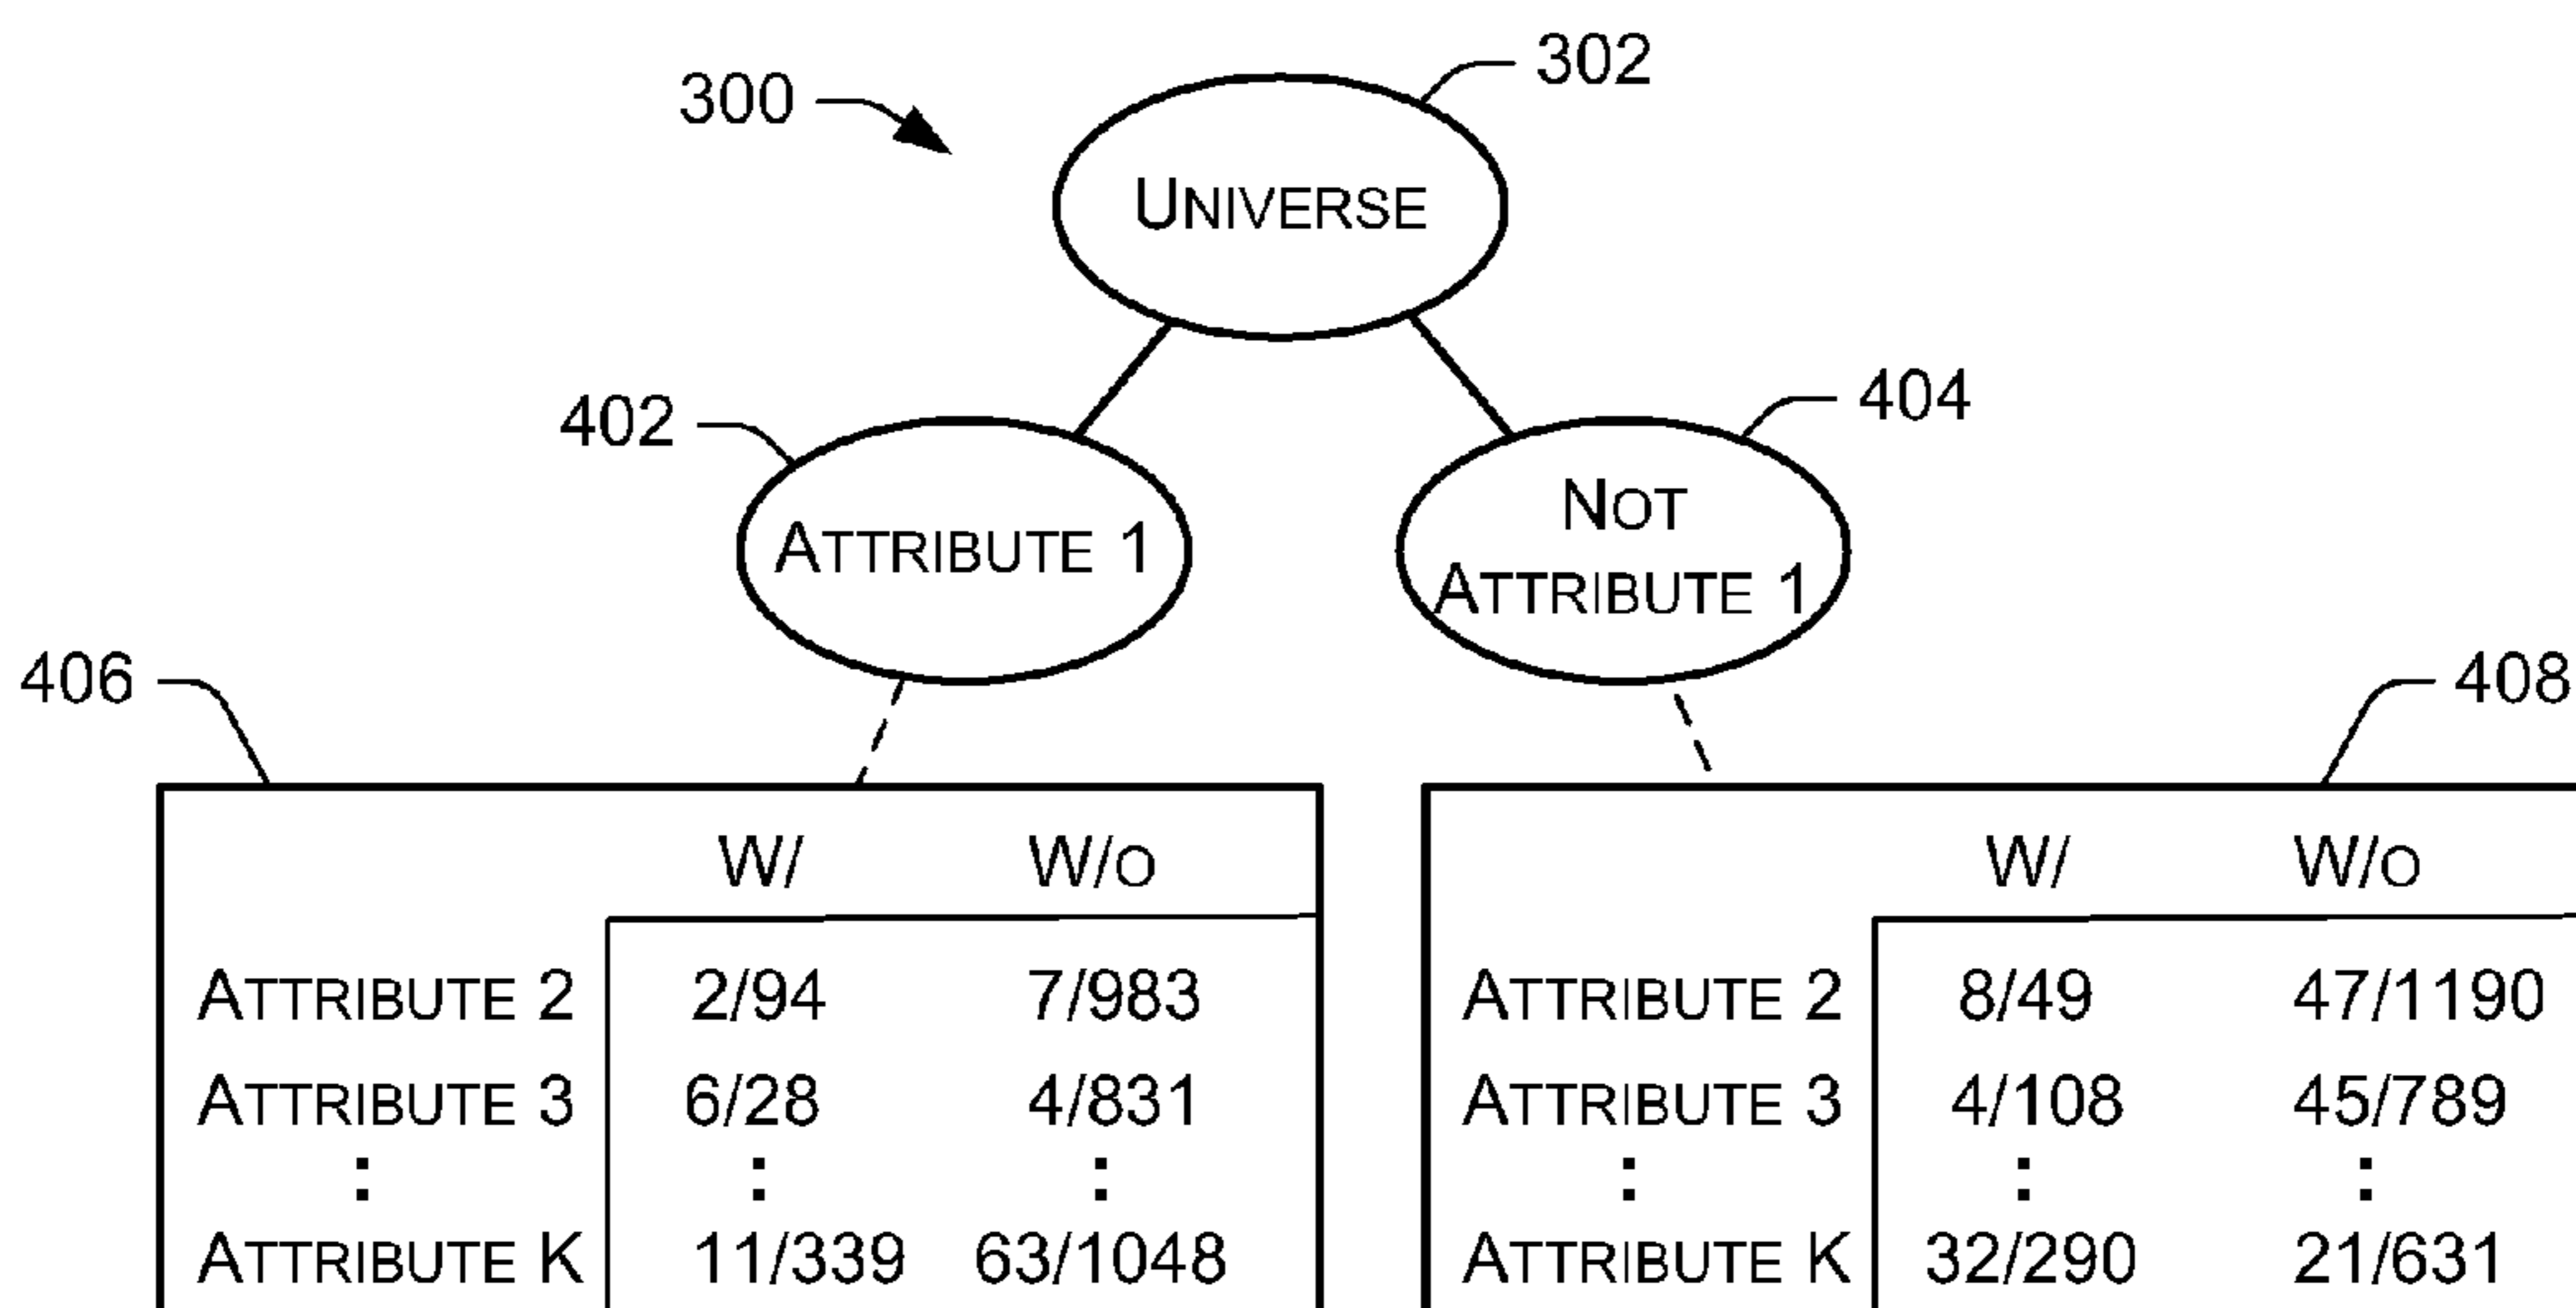 302
300
UNIVERSE
404
402
NOT
ATTRIBUTE 1
ATTRIBUTE 1
406
408
W/ W/O
ATTRIBUTE 2 2/94 7/983
ATTRIBUTE 3 6/28 4/831
: : :
ATTRIBUTE K 11/339 63/1048
W/ W/O
ATTRIBUTE 2 8/49 47/1190
ATTRIBUTE 3 4/108 45/789
: : :
ATTRIBUTE K 32/290 21/631